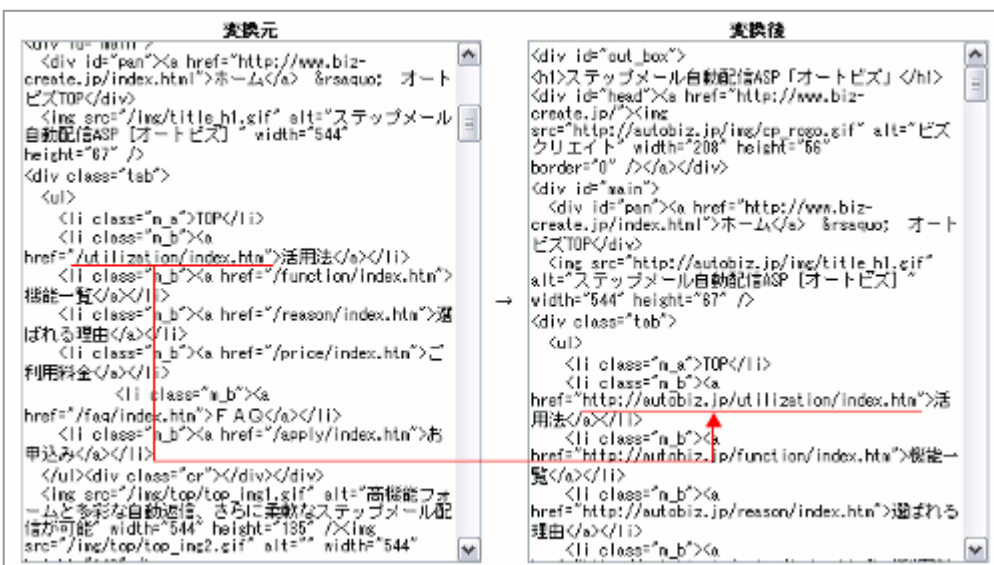 変換元
<div id="main">
<div id="pan"><a href="http://www.biz-
create.jp/index.html">ホーム</a> &rsaquo; オート
ビズTOP</div>
<img src="/img/title_h1.gif" alt="ステップメール
自動配信ASP [オートビズ] " width="544"
height="67" />
<div class="tab">
<ul>
<li class="m_a">TOP</li>
<li class="m_b"><a
href="/utilization/index.htm">活用法</a></li>
<li class="m_b"><a href="/function/index.htm">
機能一覧</a></li>
<li class="m_b"><a href="/reason/index.htm">選
ばれる理由</a></li>
<li class="m_b"><a href="/price/index.htm">ご
利用料金</a></li>
<li class="m_b"><a
href="/faq/index.htm">ＦＡＱ</a></li>
<li class="m_b"><a href="/apply/index.htm">お
申込み</a></li>
</ul><div class="cr"></div></div>
<img src="/img/top/top_img1.gif" alt="高機能フォ
ームと多彩な自動返信、さらに柔軟なステップメール配
信が可能" width="544" height="135" /><img
src="/img/top/top_img2.gif" alt="" width="544"
→
変換後
<div id="out_box">
<h1>ステップメール自動配信ASP「オートビズ」</h1>
<div id="head"><a href="http://www.biz-
create.jp/"><img
src="http://autobiz.jp/img/cp_rogo.gif" alt="ビズ
クリエイト" width="208" height="56"
border="0" /></a></div>
<div id="main">
<div id="pan"><a href="http://www.biz-
create.jp/index.html">ホーム</a> &rsaquo; オート
ビズTOP</div>
<img src="http://autobiz.jp/img/title_h1.gif"
alt="ステップメール自動配信ASP [オートビズ] "
width="544" height="67" />
<div class="tab">
<ul>
<li class="m_a">TOP</li>
<li class="m_b"><a
href="http://autobiz.jp/utilization/index.htm">活
用法</a></li>
<li class="m_b"><a
href="http://autobiz.jp/function/index.htm">機能一
覧</a></li>
<li class="m_b"><a
href="http://autobiz.jp/reason/index.htm">選ばれる
理由</a></li>
<li class="m_b"><a